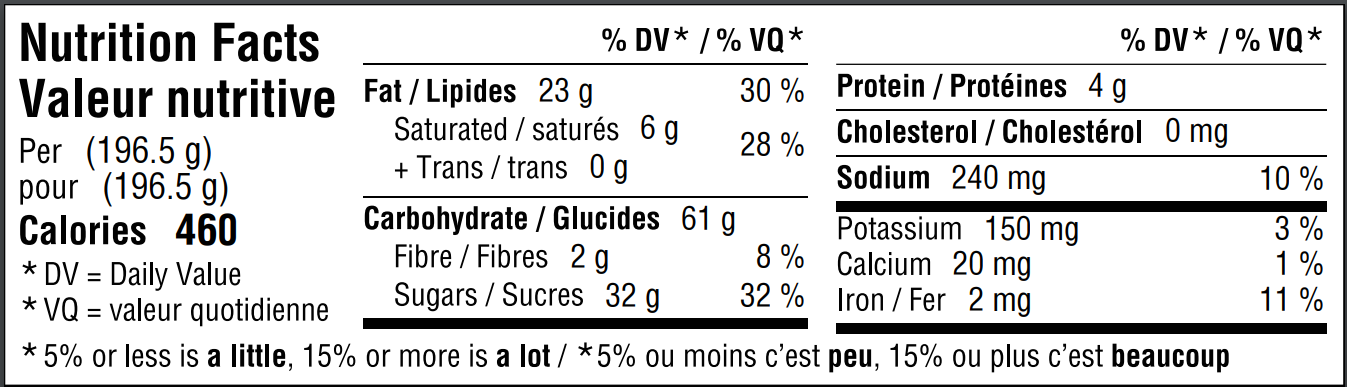 Nutrition Facts
Valeur nutritive
Per (196.5 g)
pour (196.5 g)
Calories 460
* DV = Daily Value
* VQ = valeur quotidienne
% DV* / % VQ*
Fat / Lipides 23 g 30 %
Saturated / saturés 6 g
+ Trans / trans 0 g
28 %
Carbohydrate / Glucides 61 g
Fibre / Fibres 2 g 8 %
Sugars / Sucres 32 g 32 %
% DV* / % VQ*
Protein / Protéines 4 g
Cholesterol / Cholestérol 0 mg
Sodium 240 mg 10 %
Potassium 150 mg 3 %
Calcium 20 mg 1 %
Iron / Fer 2 mg 11 %
*5% or less is a little, 15% or more is a lot / *5% ou moins c’est peu, 15% ou plus c’est beaucoup